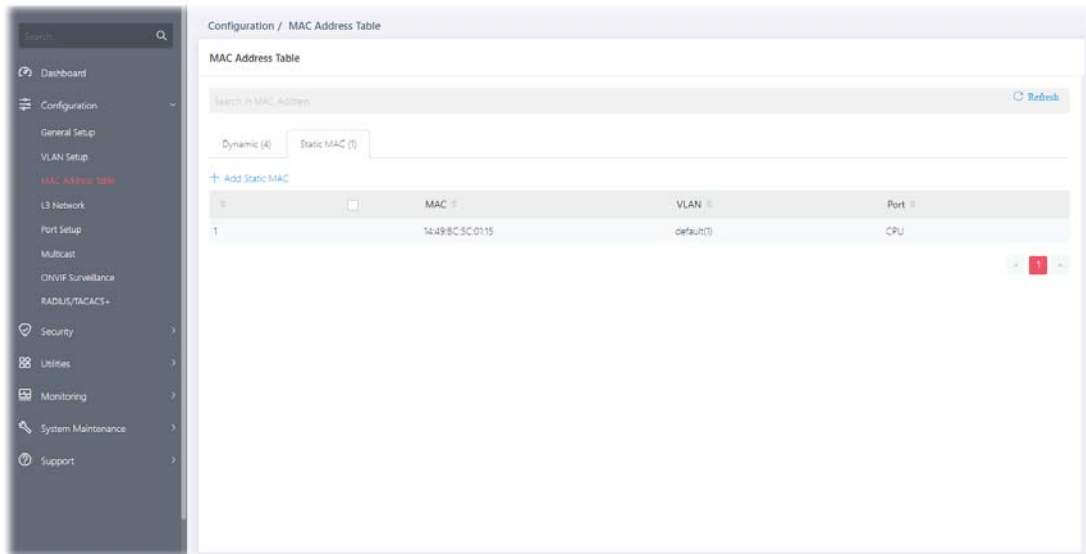 Configuration / MAC Address Table
Search...
MAC Address Table
Dashboard
Configuration
General Setup
VLAN Setup
MAC Address Table
L3 Network
Port Setup
Multicast
ONVIF Surveillance
RADIUS/TACACS+
Security
Utilities
Monitoring
System Maintenance
Support
Search in MAC Address
Refresh
Dynamic (4) Static MAC (1)
+ Add Static MAC
MAC VLAN Port
1 14:49:BC:5C:01:15 default(1) CPU
« 1 »